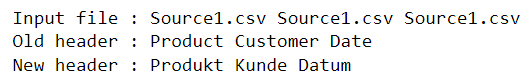 Input file : Source1.csv Source1.csv Source1.csv
Old header : Product Customer Date
New header : Produkt Kunde Datum